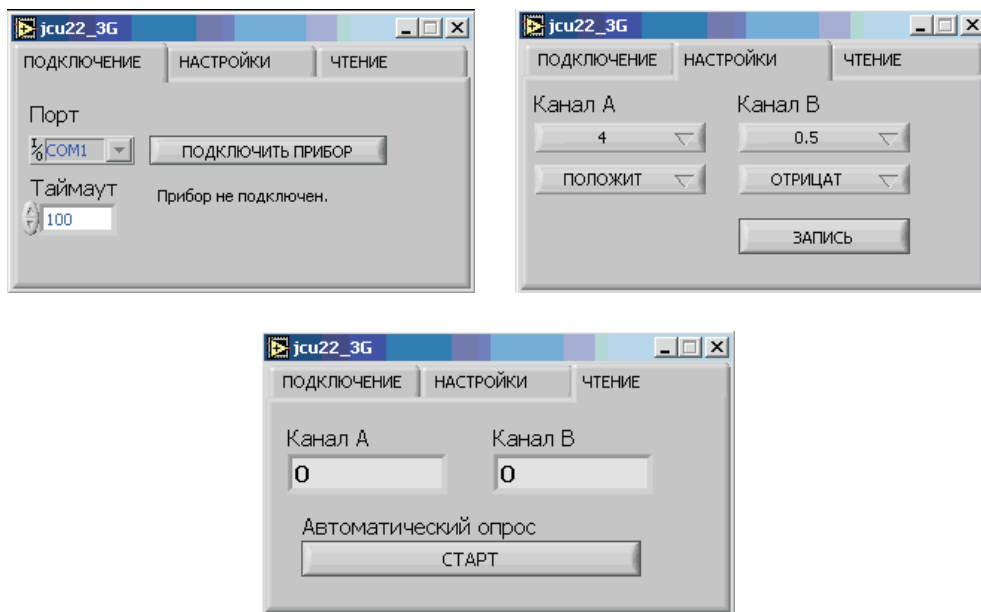 jcu22_3G
ПОДКЛЮЧЕНИЕ НАСТРОЙКИ ЧТЕНИЕ
Порт
I/O COM1 ПОДКЛЮЧИТЬ ПРИБОР
Таймаут
Прибор не подключен.
100
jcu22_3G
ПОДКЛЮЧЕНИЕ НАСТРОЙКИ ЧТЕНИЕ
Канал A Канал B
4 0.5
ПОЛОЖИТ ОТРИЦАТ
ЗАПИСЬ
jcu22_3G
ПОДКЛЮЧЕНИЕ НАСТРОЙКИ ЧТЕНИЕ
Канал A Канал B
0 0
Автоматический опрос
СТАРТ